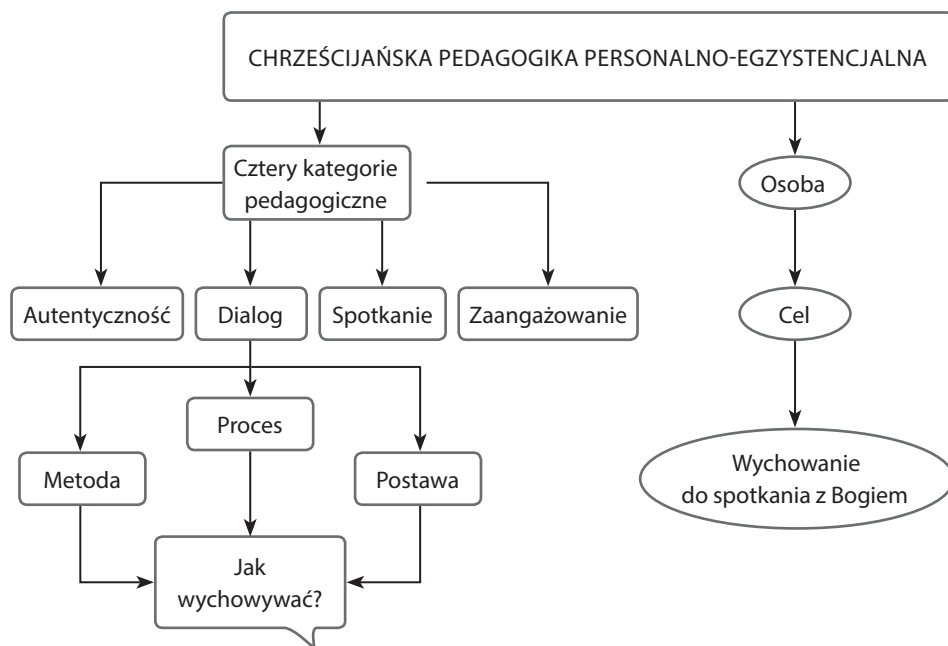 CHRZEŚCIJAŃSKA PEDAGOGIKA PERSONALNO-EGZYSTENCJALNA
Cztery kategorie
pedagogiczne
Osoba
Autentyczność
Dialog
Spotkanie
Zaangażowanie
Cel
Proces
Metoda
Postawa
Wychowanie
do spotkania z Bogiem
Jak
wychowywać?